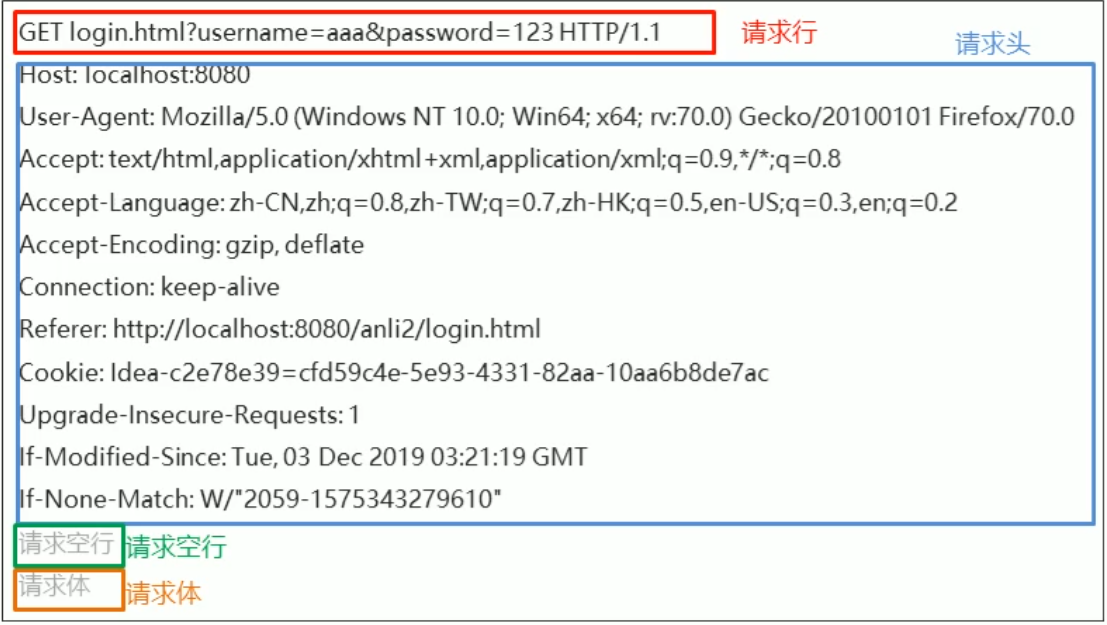 GET login.html?username=aaa&password=123 HTTP/1.1 请求行
请求头
Host: localhost:8080
User-Agent: Mozilla/5.0 (Windows NT 10.0; Win64; x64; rv:70.0) Gecko/20100101 Firefox/70.0
Accept: text/html,application/xhtml+xml,application/xml;q=0.9,*/*;q=0.8
Accept-Language: zh-CN,zh;q=0.8,zh-TW;q=0.7,zh-HK;q=0.5,en-US;q=0.3,en;q=0.2
Accept-Encoding: gzip, deflate
Connection: keep-alive
Referer: http://localhost:8080/anli2/login.html
Cookie: Idea-c2e78e39=cfd59c4e-5e93-4331-82aa-10aa6b8de7ac
Upgrade-Insecure-Requests: 1
If-Modified-Since: Tue, 03 Dec 2019 03:21:19 GMT
If-None-Match: W/"2059-1575343279610"
请求空行 请求空行
请求体 请求体